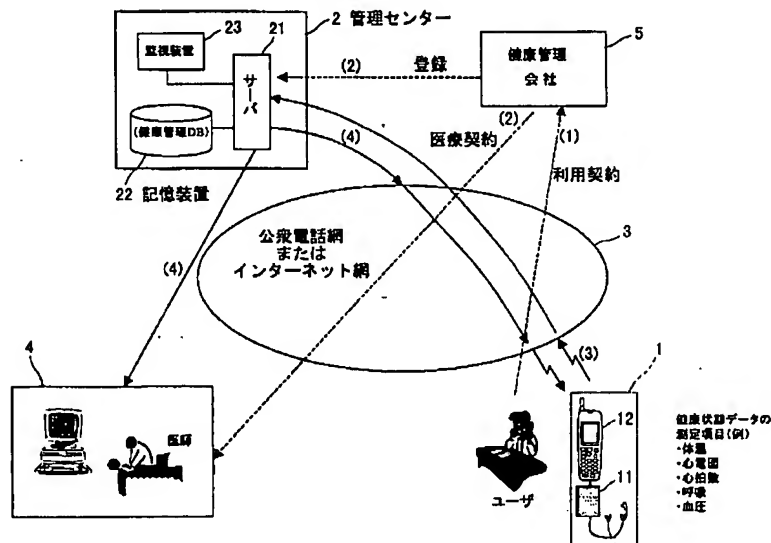 2 管理センター
23
21
監視装置
サーバ
(健康管理DB)
22 記憶装置
5
健康管理
会社
(2)
登録
(2)
医療契約
(1)
利用契約
(4)
(4)
3
公衆電話網
または
インターネット網
(3)
4
医師
ユーザ
1
12
11
健康状態データの
測定項目(例)
・体温
・心電図
・心拍数
・呼吸
・血圧